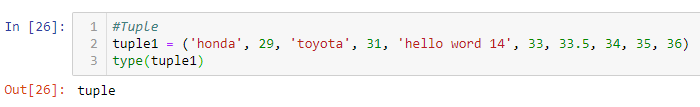 In [26]: 1 #Tuple
2 tuple1 = ('honda', 29, 'toyota', 31, 'hello word 14', 33, 33.5, 34, 35, 36)
3 type(tuple1)
Out[26]: tuple